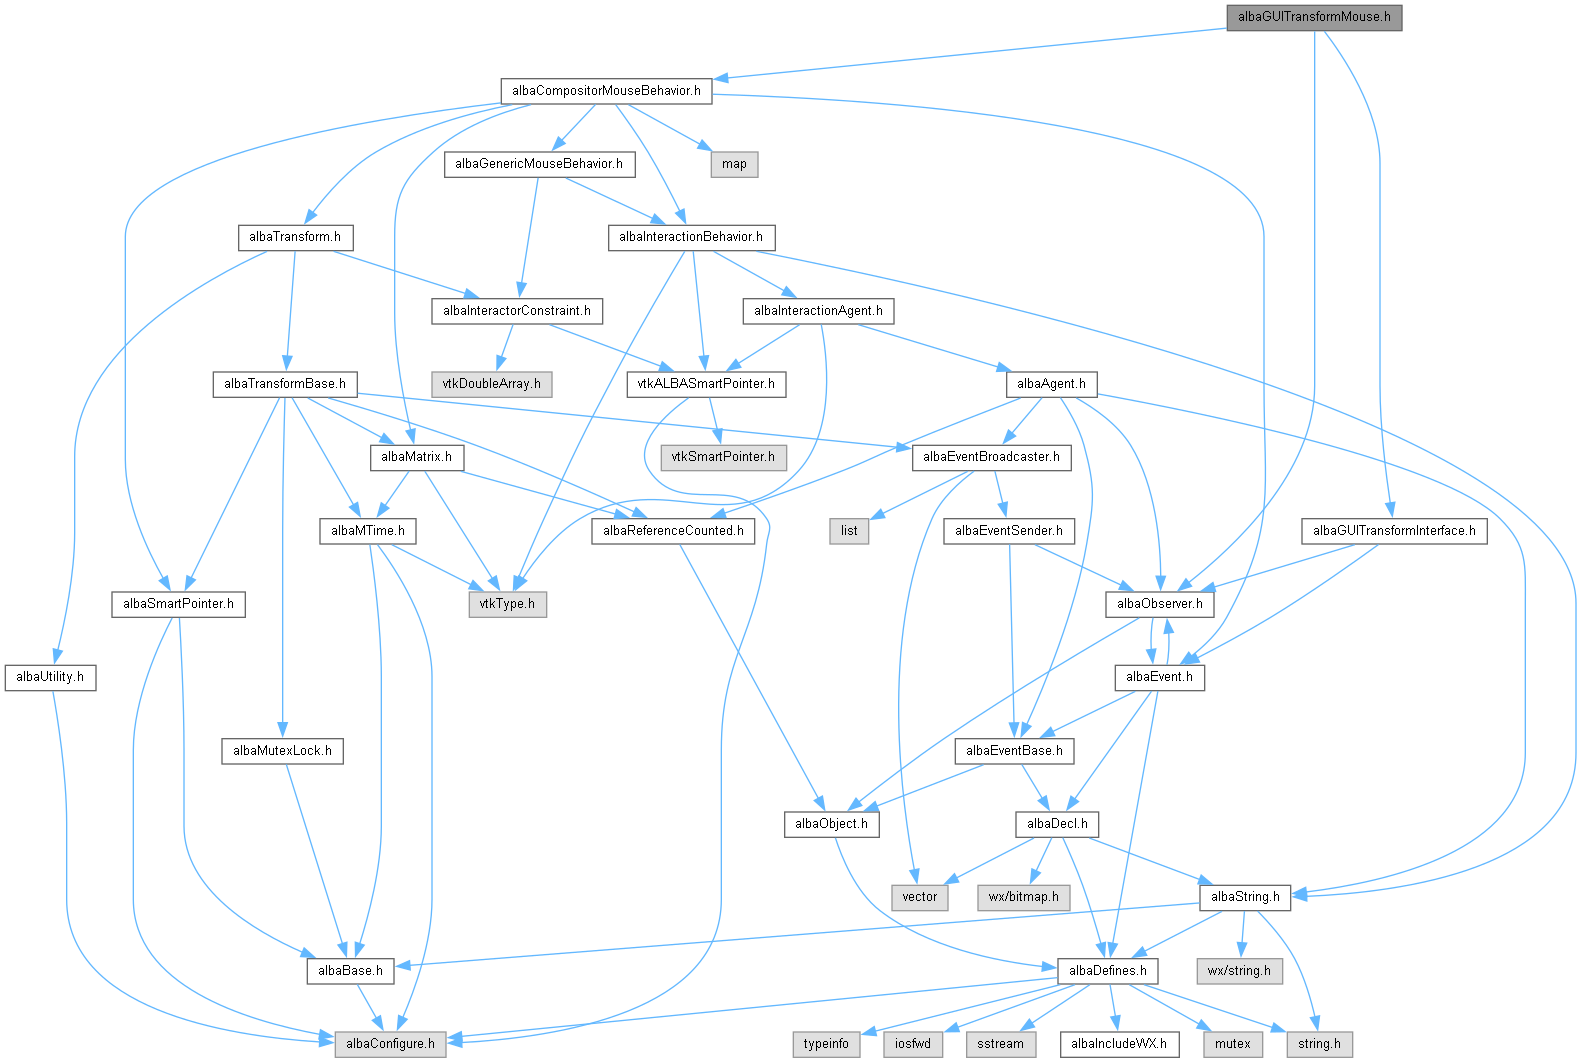 albaGUITransformMouse.h
albaCompositorMouseBehavior.h
albaGenericMouseBehavior.h
map
albaTransform.h
albaInteractionBehavior.h
albaInteractorConstraint.h
albaInteractionAgent.h
albaTransformBase.h
vtkDoubleArray.h
vtkALBASmartPointer.h
albaAgent.h
albaMatrix.h
vtkSmartPointer.h
albaEventBroadcaster.h
albaMTime.h
albaReferenceCounted.h
list
albaEventSender.h
albaGUITransformInterface.h
albaSmartPointer.h
vtkType.h
albaObserver.h
albaUtility.h
albaEvent.h
albaMutexLock.h
albaEventBase.h
albaObject.h
albaDecl.h
vector
wx/bitmap.h
albaString.h
albaBase.h
albaDefines.h
wx/string.h
albaConfigure.h
typeinfo
iosfwd
sstream
albaIncludeWX.h
mutex
string.h